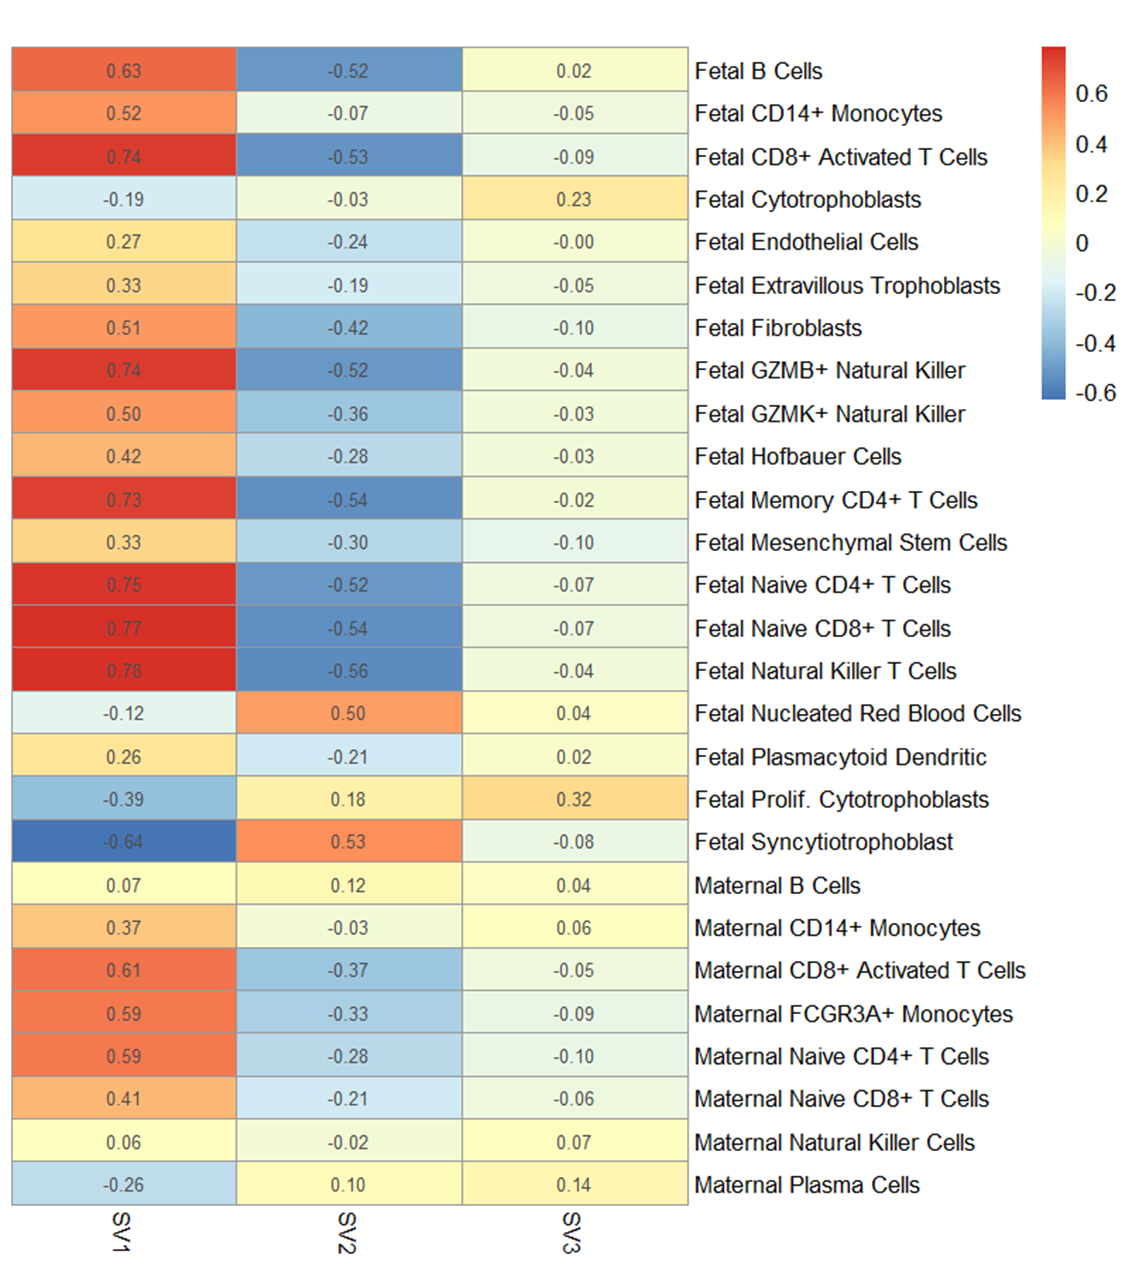 0.63 -0.52 0.02 Fetal B Cells
0.52 -0.07 -0.05 Fetal CD14+ Monocytes
0.74 -0.53 -0.09 Fetal CD8+ Activated T Cells
-0.19 -0.03 0.23 Fetal Cytotrophoblasts
0.27 -0.24 -0.00 Fetal Endothelial Cells
0.33 -0.19 -0.05 Fetal Extravillous Trophoblasts
0.51 -0.42 -0.10 Fetal Fibroblasts
0.74 -0.52 -0.04 Fetal GZMB+ Natural Killer
0.50 -0.36 -0.03 Fetal GZMK+ Natural Killer
0.42 -0.28 -0.03 Fetal Hofbauer Cells
0.73 -0.54 -0.02 Fetal Memory CD4+ T Cells
0.33 -0.30 -0.10 Fetal Mesenchymal Stem Cells
0.75 -0.52 -0.07 Fetal Naive CD4+ T Cells
0.77 -0.54 -0.07 Fetal Naive CD8+ T Cells
0.78 -0.56 -0.04 Fetal Natural Killer T Cells
-0.12 0.50 0.04 Fetal Nucleated Red Blood Cells
0.26 -0.21 0.02 Fetal Plasmacytoid Dendritic
-0.39 0.18 0.32 Fetal Prolif. Cytotrophoblasts
-0.64 0.53 -0.08 Fetal Syncytiotrophoblast
0.07 0.12 0.04 Maternal B Cells
0.37 -0.03 0.06 Maternal CD14+ Monocytes
0.61 -0.37 -0.05 Maternal CD8+ Activated T Cells
0.59 -0.33 -0.09 Maternal FCGR3A+ Monocytes
0.59 -0.28 -0.10 Maternal Naive CD4+ T Cells
0.41 -0.21 -0.06 Maternal Naive CD8+ T Cells
0.06 -0.02 0.07 Maternal Natural Killer Cells
-0.26 0.10 0.14 Maternal Plasma Cells
SV1 SV2 SV3
0.6
0.4
0.2
0
-0.2
-0.4
-0.6